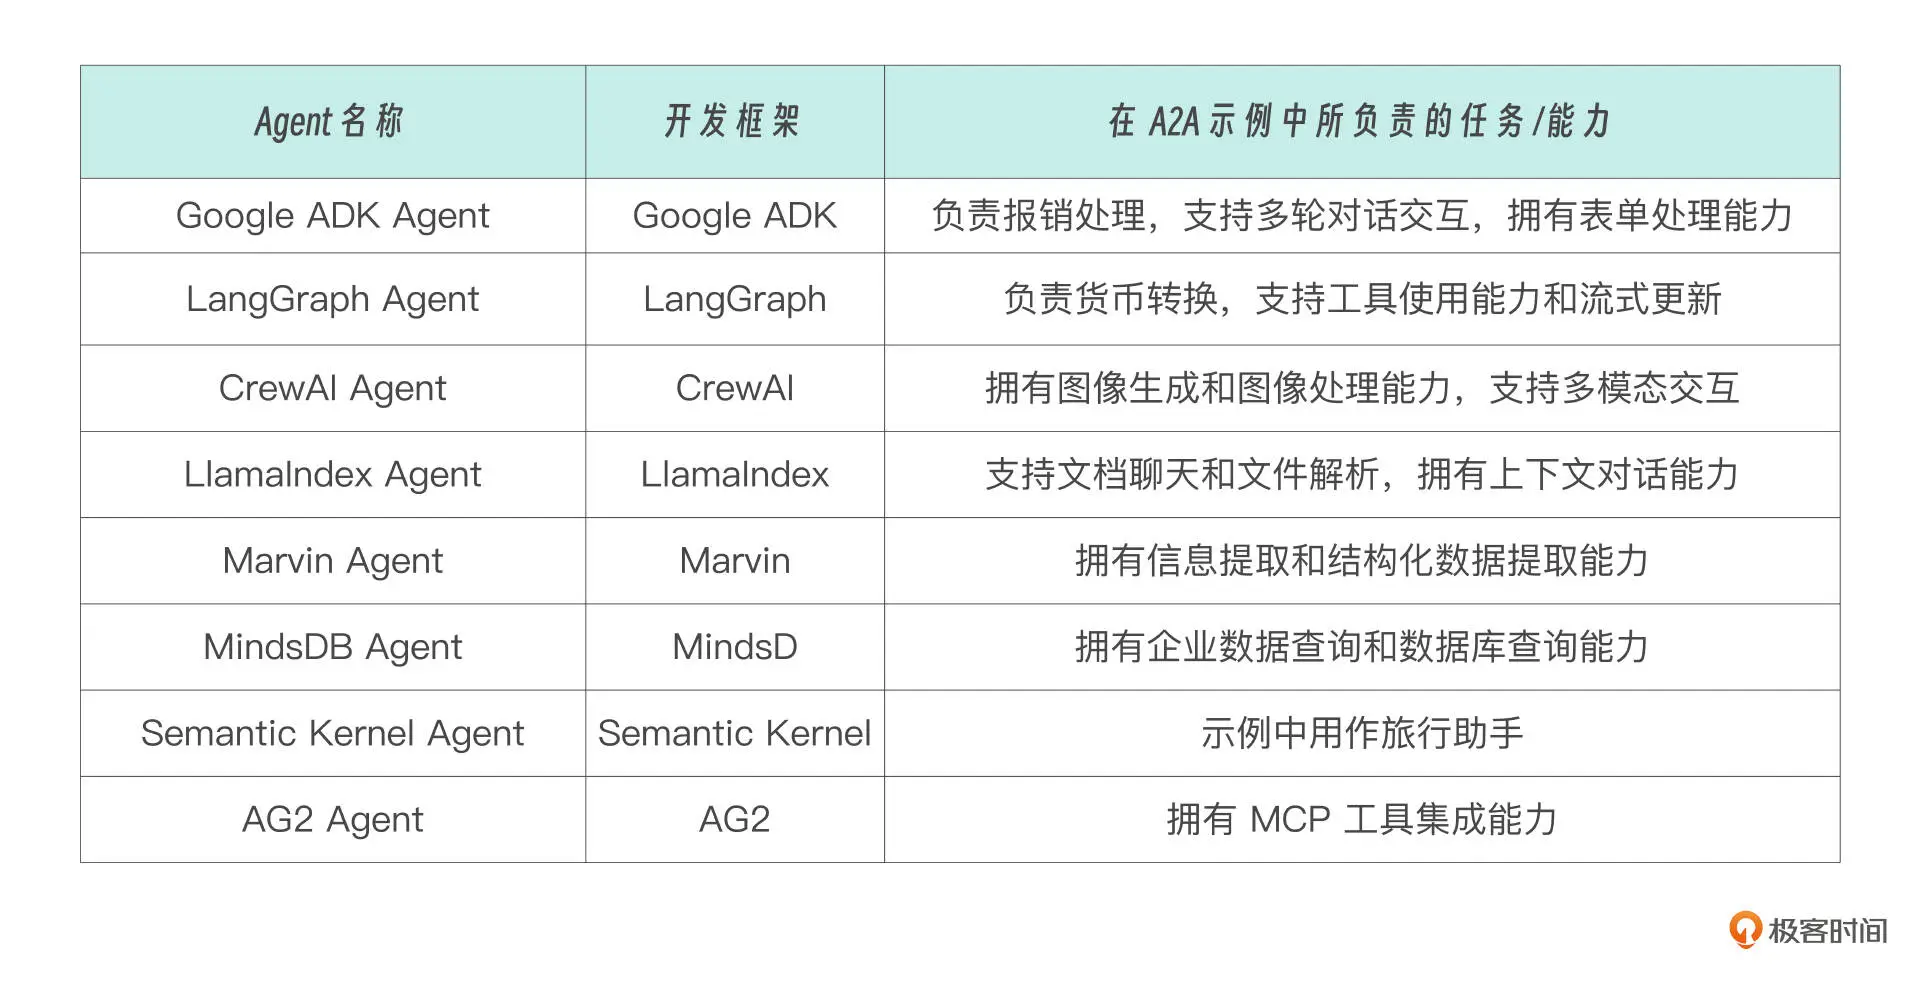 Agent名称 开发框架 在 A2A 示例中所负责的任务/能力
Google ADK Agent Google ADK 负责报销处理，支持多轮对话交互，拥有表单处理能力
LangGraph Agent LangGraph 负责货币转换，支持工具使用能力和流式更新
CrewAI Agent CrewAI 拥有图像生成和图像处理能力，支持多模态交互
LlamaIndex Agent LlamaIndex 支持文档聊天和文件解析，拥有上下文对话能力
Marvin Agent Marvin 拥有信息提取和结构化数据提取能力
MindsDB Agent MindsD 拥有企业数据查询和数据库查询能力
Semantic Kernel Agent Semantic Kernel 示例中用作旅行助手
AG2 Agent AG2 拥有 MCP 工具集成能力
极客时间